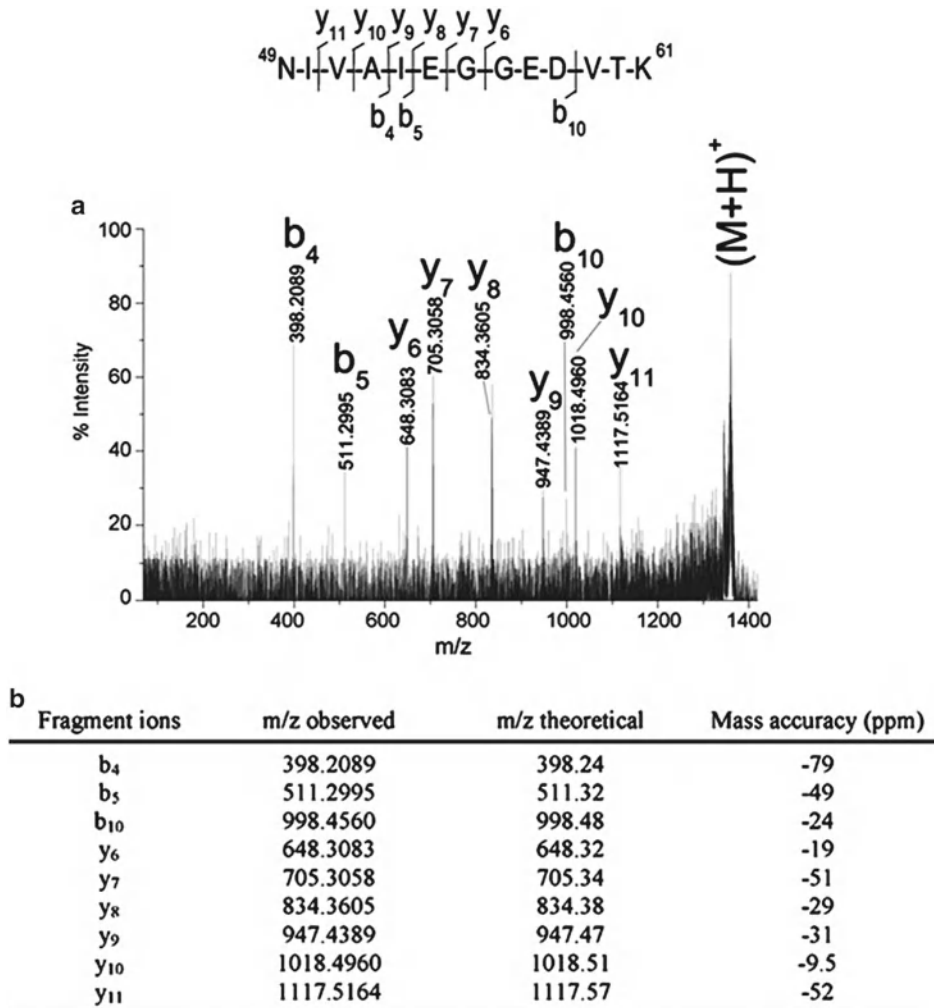 y11 y10 y9 y8 y7 y6
49N-I-V-A-I-E-G-G-E-D-V-T-K61
b4 b5 b10
a
(M+H)+
100
80
60
40
20
0
% Intensity
b4
398.2089
b5
511.2995
y6
648.3083
y7
705.3058
y8
834.3605
y9
947.4389
b10
998.4560
y10
1018.4960
y11
1117.5164
200 400 600 800 1000 1200 1400
m/z
b
Fragment ions m/z observed m/z theoretical Mass accuracy (ppm)
b4 398.2089 398.24 -79
b5 511.2995 511.32 -49
b10 998.4560 998.48 -24
y6 648.3083 648.32 -19
y7 705.3058 705.34 -51
y8 834.3605 834.38 -29
y9 947.4389 947.47 -31
y10 1018.4960 1018.51 -9.5
y11 1117.5164 1117.57 -52